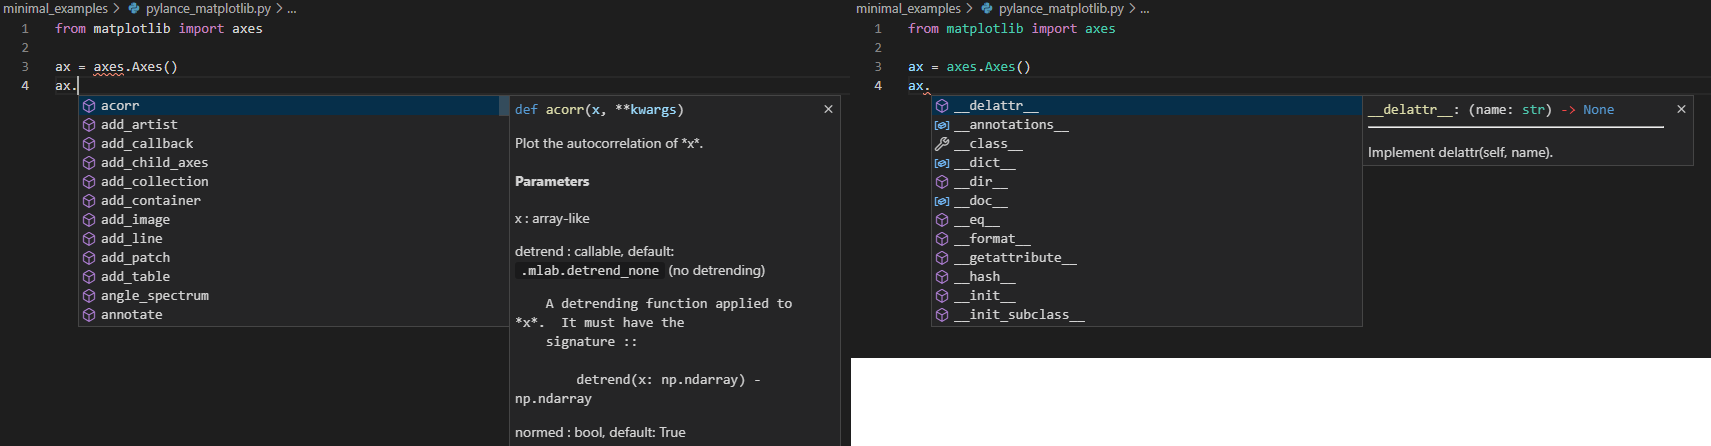 minimal_examples > pylance_matplotlib.py > ...
1 from matplotlib import axes
2
3 ax = axes.Axes()
4 ax.
acorr
add_artist
add_callback
add_child_axes
add_collection
add_container
add_image
add_line
add_patch
add_table
angle_spectrum
annotate
def acorr(x, **kwargs)
Plot the autocorrelation of *x*.
Parameters
x : array-like
detrend : callable, default:
.mlab.detrend_none (no detrending)
A detrending function applied to
*x*. It must have the
signature ::
detrend(x: np.ndarray) -
np.ndarray
normed : bool, default: True
minimal_examples > pylance_matplotlib.py > ...
1 from matplotlib import axes
2
3 ax = axes.Axes()
4 ax.
__delattr__
__annotations__
__class__
__dict__
__dir__
__doc__
__eq__
__format__
__getattribute__
__hash__
__init__
__init_subclass__
__delattr__: (name: str) -> None
Implement delattr(self, name).